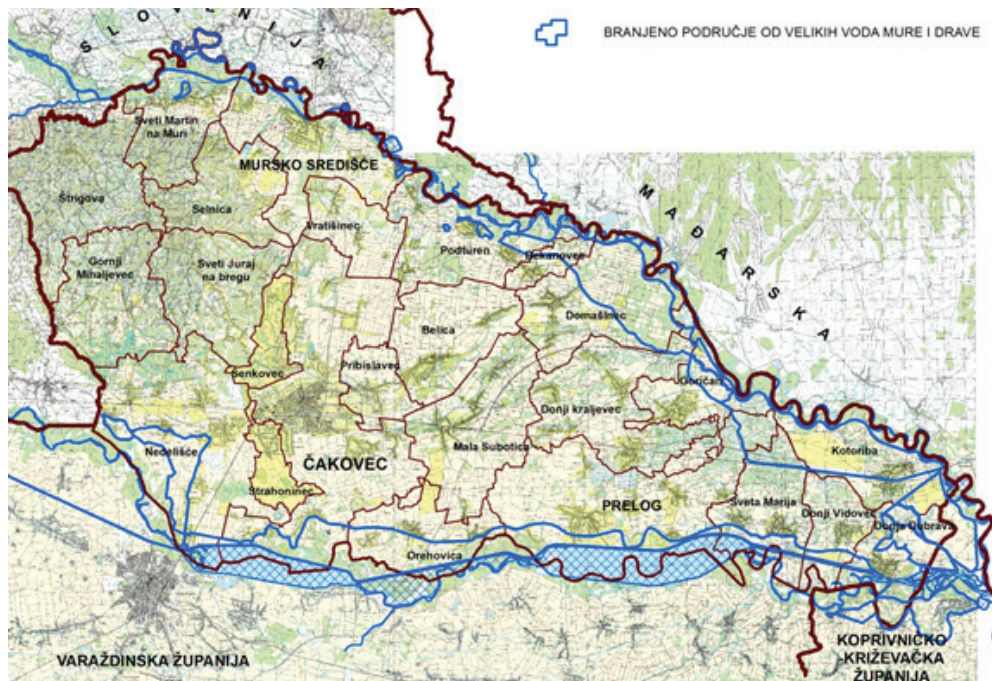 BRANJENO PODRUČJE OD VELIKIH VODA MURE I DRAVE
SLOVENIJA
Sveti Martin
na Muri
MURSKO SREDIŠĆE
MAĐARSKA
Štrigova
Selnica
Vratišinec
Podturen
Dekanovec
Gornji
Mihaljevec
Sveti Juraj
na bregu
Belica
Domašinec
Šenkovec
Pribislavec
Goričan
Donji kraljevec
Nedelišće
Mala Subotica
Kotoriba
ČAKOVEC
Strahoninec
PRELOG
Sveta Marija
Donji Vidovec
Donja Dubrava
Orehovica
VARAŽDINSKA ŽUPANIJA
KOPRIVNIČKO
-KRIŽEVAČKA
ŽUPANIJA